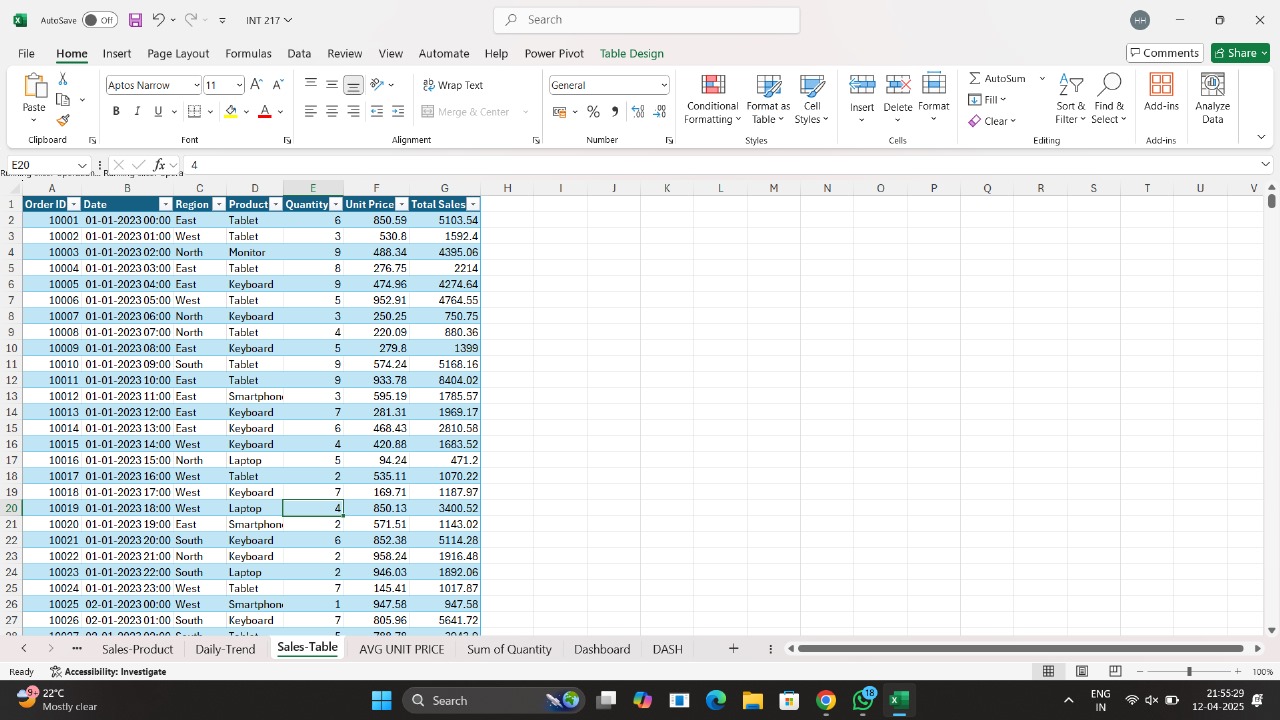 AutoSave Off INT 217 Search HH
File Home Insert Page Layout Formulas Data Review View Automate Help Power Pivot Table Design Comments Share
Paste
Aptos Narrow 11
Wrap Text
Merge & Center
General
Conditional Formatting
Format as Table
Cell Styles
Insert Delete Format
AutoSum
Fill
Clear
Sort & Filter
Find & Select
Add-ins
Analyze Data
Clipboard Font Alignment Number Styles Cells Editing Add-ins
E20 fx 4
A B C D E F G H I J K L M N O P Q R S T U V
1 Order ID Date Region Product Quantity Unit Price Total Sales
2 10001 01-01-2023 00:00 East Tablet 6 850.59 5103.54
3 10002 01-01-2023 01:00 West Tablet 3 530.8 1592.4
4 10003 01-01-2023 02:00 North Monitor 9 488.34 4395.06
5 10004 01-01-2023 03:00 East Tablet 8 276.75 2214
6 10005 01-01-2023 04:00 East Keyboard 9 474.96 4274.64
7 10006 01-01-2023 05:00 West Tablet 5 952.91 4764.55
8 10007 01-01-2023 06:00 North Keyboard 3 250.25 750.75
9 10008 01-01-2023 07:00 North Tablet 4 220.09 880.36
10 10009 01-01-2023 08:00 East Keyboard 5 279.8 1399
11 10010 01-01-2023 09:00 South Tablet 9 574.24 5168.16
12 10011 01-01-2023 10:00 East Tablet 9 933.78 8404.02
13 10012 01-01-2023 11:00 East Smartphon 3 595.19 1785.57
14 10013 01-01-2023 12:00 East Keyboard 7 281.31 1969.17
15 10014 01-01-2023 13:00 East Keyboard 6 468.43 2810.58
16 10015 01-01-2023 14:00 West Keyboard 4 420.88 1683.52
17 10016 01-01-2023 15:00 North Laptop 5 94.24 471.2
18 10017 01-01-2023 16:00 West Tablet 2 535.11 1070.22
19 10018 01-01-2023 17:00 West Keyboard 7 169.71 1187.97
20 10019 01-01-2023 18:00 West Laptop 4 850.13 3400.52
21 10020 01-01-2023 19:00 East Smartphon 2 571.51 1143.02
22 10021 01-01-2023 20:00 South Keyboard 6 852.38 5114.28
23 10022 01-01-2023 21:00 North Keyboard 2 958.24 1916.48
24 10023 01-01-2023 22:00 South Laptop 2 946.03 1892.06
25 10024 01-01-2023 23:00 West Tablet 7 145.41 1017.87
26 10025 02-01-2023 00:00 West Smartphon 1 947.58 947.58
27 10026 02-01-2023 01:00 South Keyboard 7 805.96 5641.72
Sales-Product Daily-Trend Sales-Table AVG UNIT PRICE Sum of Quantity Dashboard DASH
Ready Accessibility: Investigate 100%
9+ 22°C Search 18 ENG 21:55:29
Mostly clear IN 12-04-2025